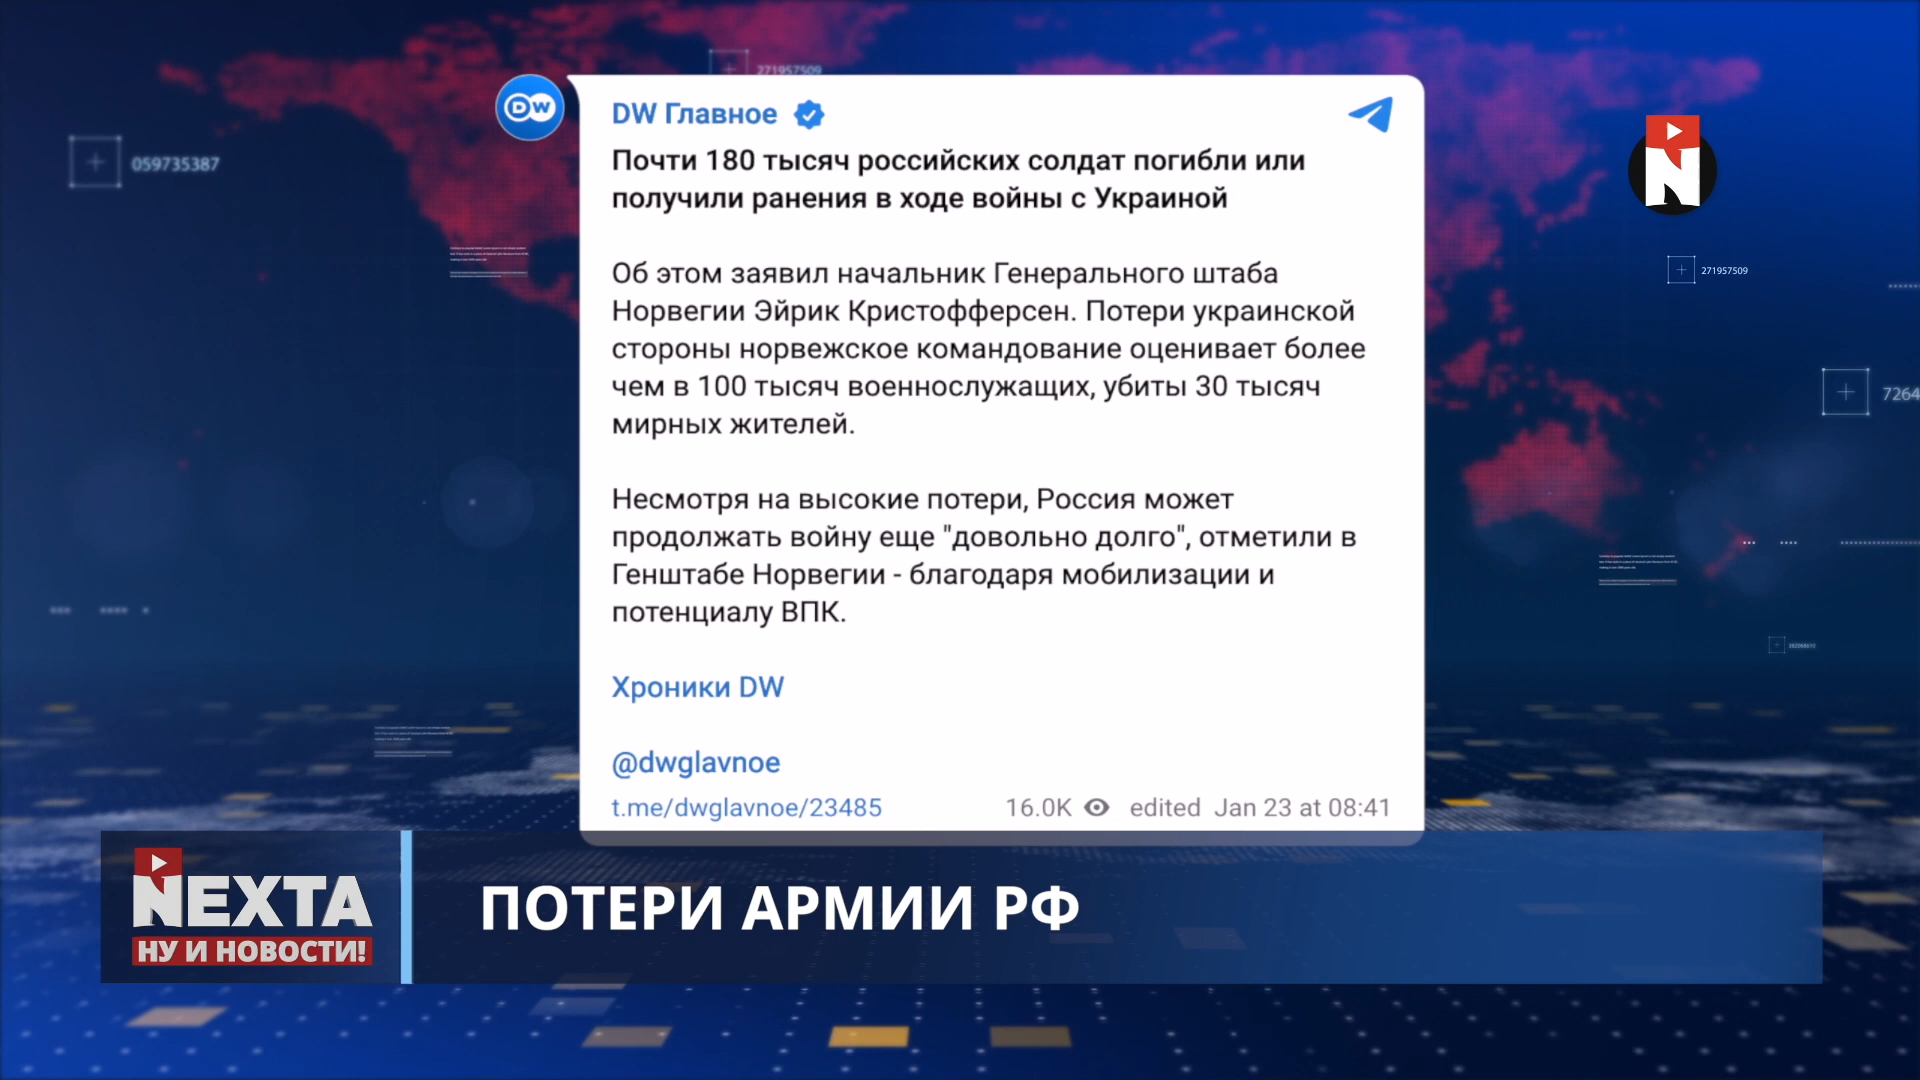 271957509
DW
DW Главное
059735387
Почти 180 тысяч российских солдат погибли или
получили ранения в ходе войны с Украиной
N
271957509
Об этом заявил начальник Генерального штаба
Норвегии Эйрик Кристофферсен. Потери украинской
стороны норвежское командование оценивает более
чем в 100 тысяч военнослужащих, убиты 30 тысяч
мирных жителей.
7264
Несмотря на высокие потери, Россия может
продолжать войну еще "довольно долго", отметили в
Генштабе Норвегии - благодаря мобилизации и
потенциалу ВПК.
Хроники DW
@dwglavnoe
t.me/dwglavnoe/23485 16.0K edited Jan 23 at 08:41
NEXTA
НУ И НОВОСТИ!
ПОТЕРИ АРМИИ РФ